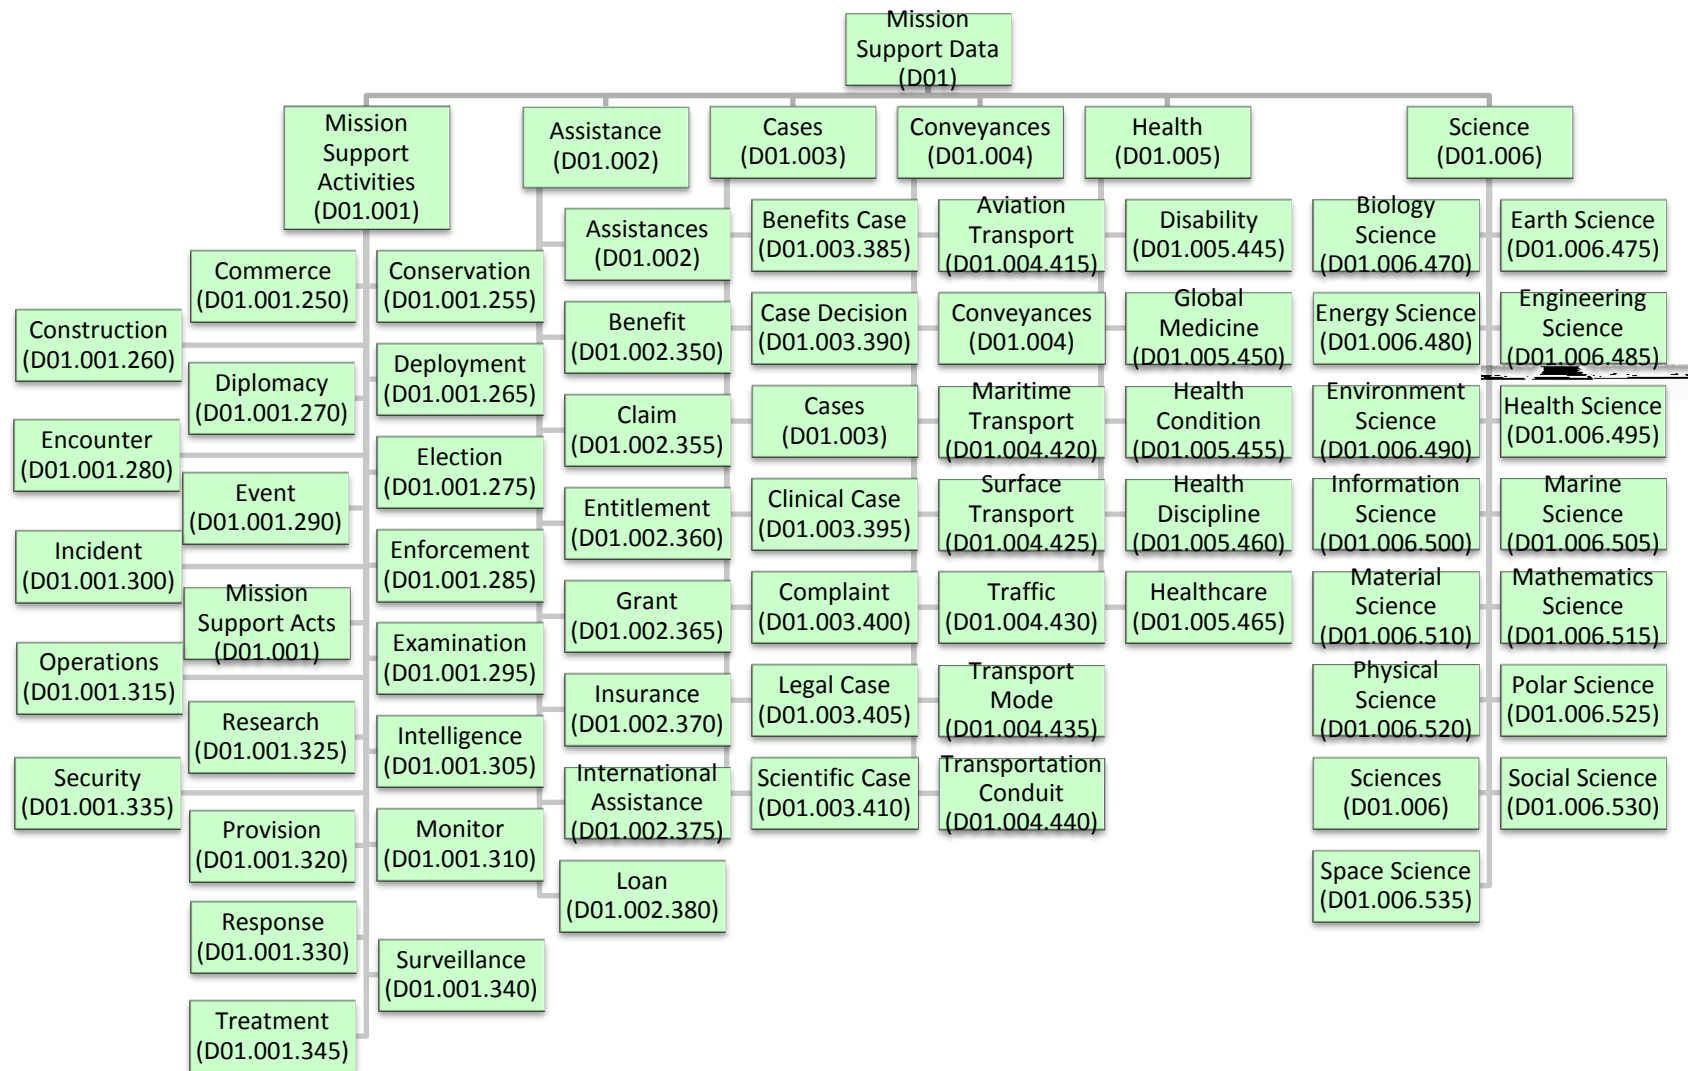 Mission
Support Data
(D01)
Mission
Support
Activities
(D01.001)
Assistance
(D01.002)
Cases
(D01.003)
Conveyances
(D01.004)
Health
(D01.005)
Science
(D01.006)
Commerce
(D01.001.250)
Conservation
(D01.001.255)
Construction
(D01.001.260)
Deployment
(D01.001.265)
Diplomacy
(D01.001.270)
Election
(D01.001.275)
Encounter
(D01.001.280)
Enforcement
(D01.001.285)
Event
(D01.001.290)
Examination
(D01.001.295)
Incident
(D01.001.300)
Intelligence
(D01.001.305)
Mission
Support Acts
(D01.001)
Monitor
(D01.001.310)
Operations
(D01.001.315)
Provision
(D01.001.320)
Research
(D01.001.325)
Response
(D01.001.330)
Security
(D01.001.335)
Surveillance
(D01.001.340)
Treatment
(D01.001.345)
Assistances
(D01.002)
Benefit
(D01.002.350)
Claim
(D01.002.355)
Entitlement
(D01.002.360)
Grant
(D01.002.365)
Insurance
(D01.002.370)
International
Assistance
(D01.002.375)
Loan
(D01.002.380)
Benefits Case
(D01.003.385)
Case Decision
(D01.003.390)
Cases
(D01.003)
Clinical Case
(D01.003.395)
Complaint
(D01.003.400)
Legal Case
(D01.003.405)
Scientific Case
(D01.003.410)
Aviation
Transport
(D01.004.415)
Conveyances
(D01.004)
Maritime
Transport
(D01.004.420)
Surface
Transport
(D01.004.425)
Traffic
(D01.004.430)
Transport
Mode
(D01.004.435)
Transportation
Conduit
(D01.004.440)
Disability
(D01.005.445)
Global
Medicine
(D01.005.450)
Health
Condition
(D01.005.455)
Health
Discipline
(D01.005.460)
Healthcare
(D01.005.465)
Biology
Science
(D01.006.470)
Earth Science
(D01.006.475)
Energy Science
(D01.006.480)
Engineering
Science
(D01.006.485)
Environment
Science
(D01.006.490)
Health Science
(D01.006.495)
Information
Science
(D01.006.500)
Marine
Science
(D01.006.505)
Material
Science
(D01.006.510)
Mathematics
Science
(D01.006.515)
Physical
Science
(D01.006.520)
Polar Science
(D01.006.525)
Sciences
(D01.006)
Social Science
(D01.006.530)
Space Science
(D01.006.535)